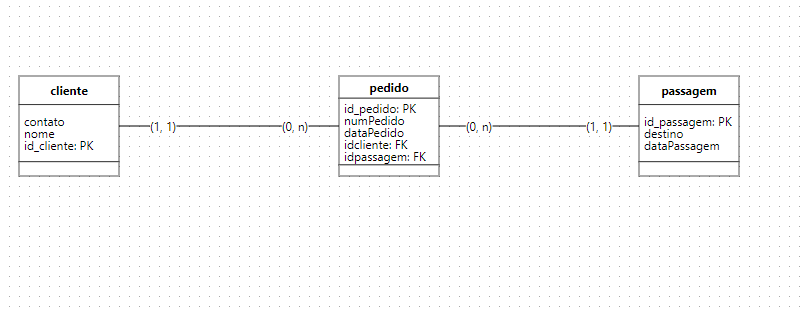 cliente
contato
nome
id_cliente: PK
(1, 1)
(0, n)
pedido
id_pedido: PK
numPedido
dataPedido
idcliente: FK
idpassagem: FK
(0, n)
(1, 1)
passagem
id_passagem: PK
destino
dataPassagem